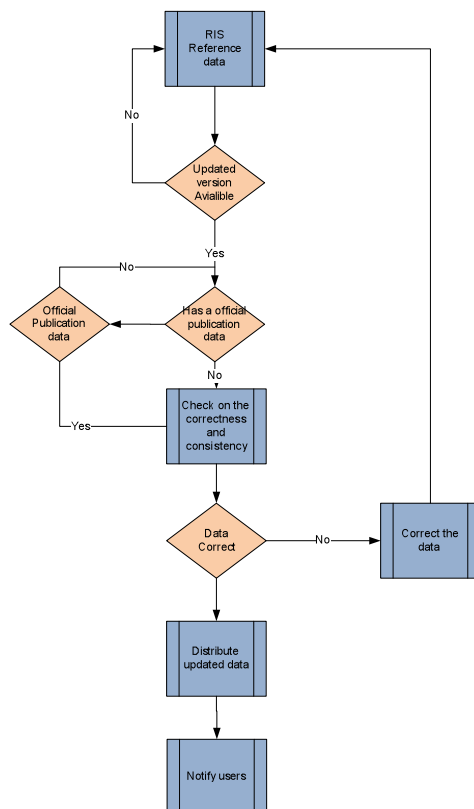 RIS
Reference
data
No
Updated
version
Avialible
Yes
No
Official
Publication
data
Has a official
publication
data
No
Check on the
correctness
and
consistency
Yes
Data
Correct
No
Correct the
data
Distribute
updated data
Notify users